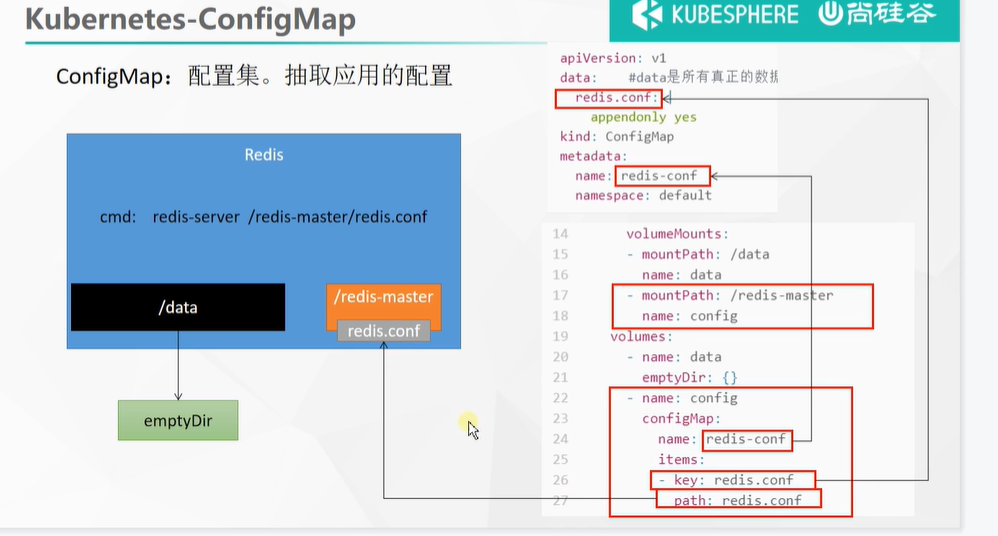 Kubernetes-ConfigMap
KUBESPHERE 尚硅谷
ConfigMap：配置集。抽取应用的配置
Redis
cmd: redis-server /redis-master/redis.conf
/data
/redis-master
redis.conf
emptyDir
apiVersion: v1
data: #data是所有真正的数据
redis.conf:
appendonly yes
kind: ConfigMap
metadata:
name: redis-conf
namespace: default
14 volumeMounts:
15 - mountPath: /data
16 name: data
17 - mountPath: /redis-master
18 name: config
19 volumes:
20 - name: data
21 emptyDir: {}
22 - name: config
23 configMap:
24 name: redis-conf
25 items:
26 - key: redis.conf
27 path: redis.conf